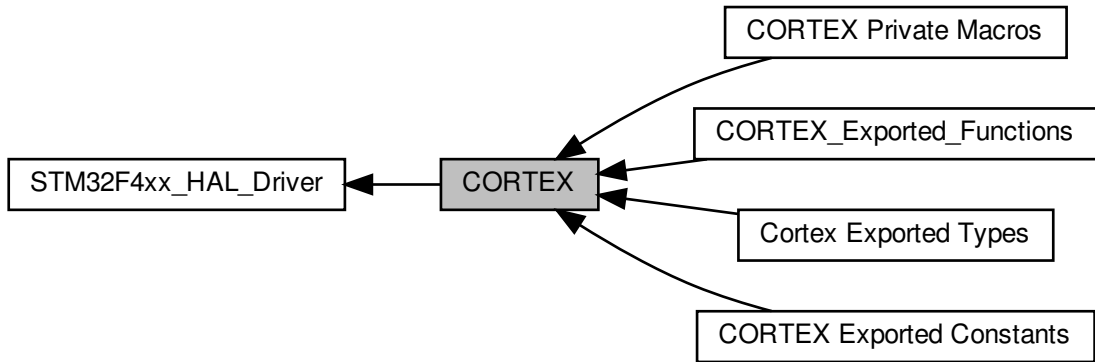 CORTEX Private Macros
CORTEX_Exported_Functions
STM32F4xx_HAL_Driver
CORTEX
Cortex Exported Types
CORTEX Exported Constants